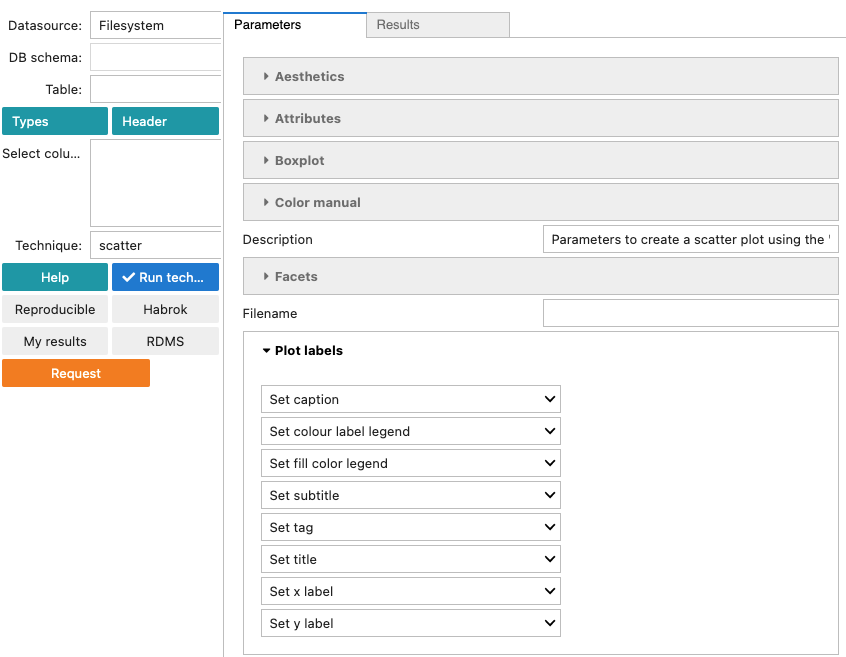 Datasource: Filesystem
DB schema:
Table:
Types Header
Select colu...
Technique: scatter
Help Run tech...
Reproducible Habrok
My results RDMS
Request
Parameters Results
Aesthetics
Attributes
Boxplot
Color manual
Description Parameters to create a scatter plot using the '
Facets
Filename
Plot labels
Set caption
Set colour label legend
Set fill color legend
Set subtitle
Set tag
Set title
Set x label
Set y label